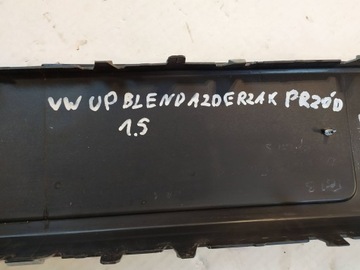 VW UP BLENDA ZDERZAK PRZÓD
1.5